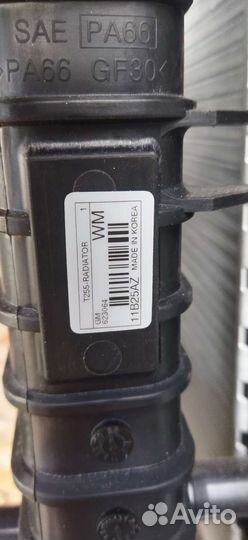 SAE PA66
>PA66 GF30<
T255-RADIATOR 1
WM
GM
623064
11B25AZ MADE IN KOREA
Avito